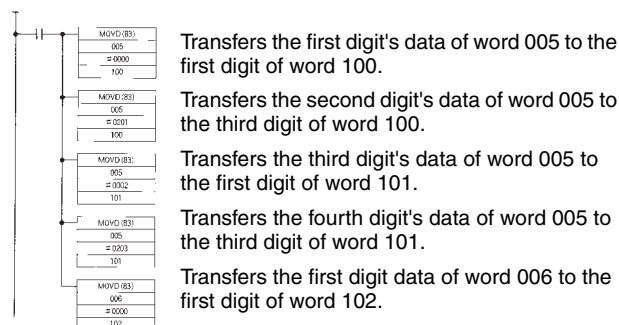 MOVD (83)
005
#0000
100
Transfers the first digit's data of word 005 to the
first digit of word 100.
MOVD (83)
005
#0201
100
Transfers the second digit's data of word 005 to
the third digit of word 100.
MOVD (83)
005
#0002
101
Transfers the third digit's data of word 005 to
the first digit of word 101.
MOVD (83)
005
#0203
101
Transfers the fourth digit's data of word 005 to
the third digit of word 101.
MOVD (83)
006
#0000
102
Transfers the first digit data of word 006 to the
first digit of word 102.